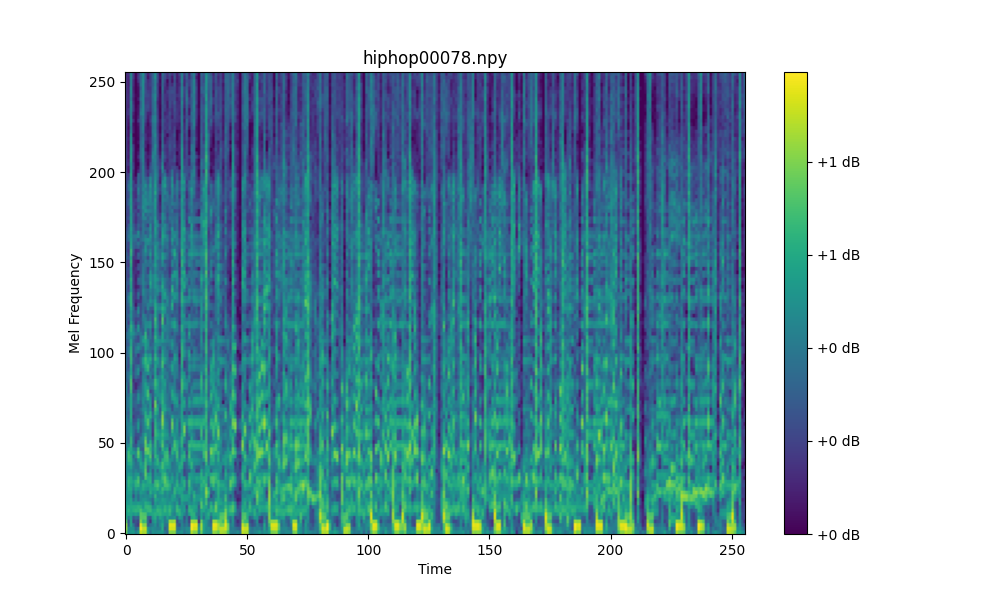 hiphop00078.npy
250
200
150
100
50
0
Mel Frequency
0 50 100 150 200 250
Time
+1 dB
+1 dB
+0 dB
+0 dB
+0 dB